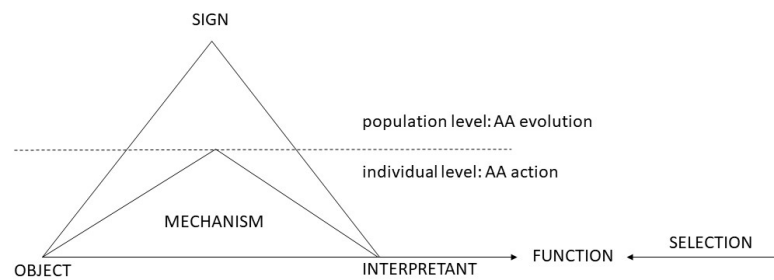 SIGN
population level: AA evolution
individual level: AA action
MECHANISM
SELECTION
FUNCTION
OBJECT
INTERPRETANT